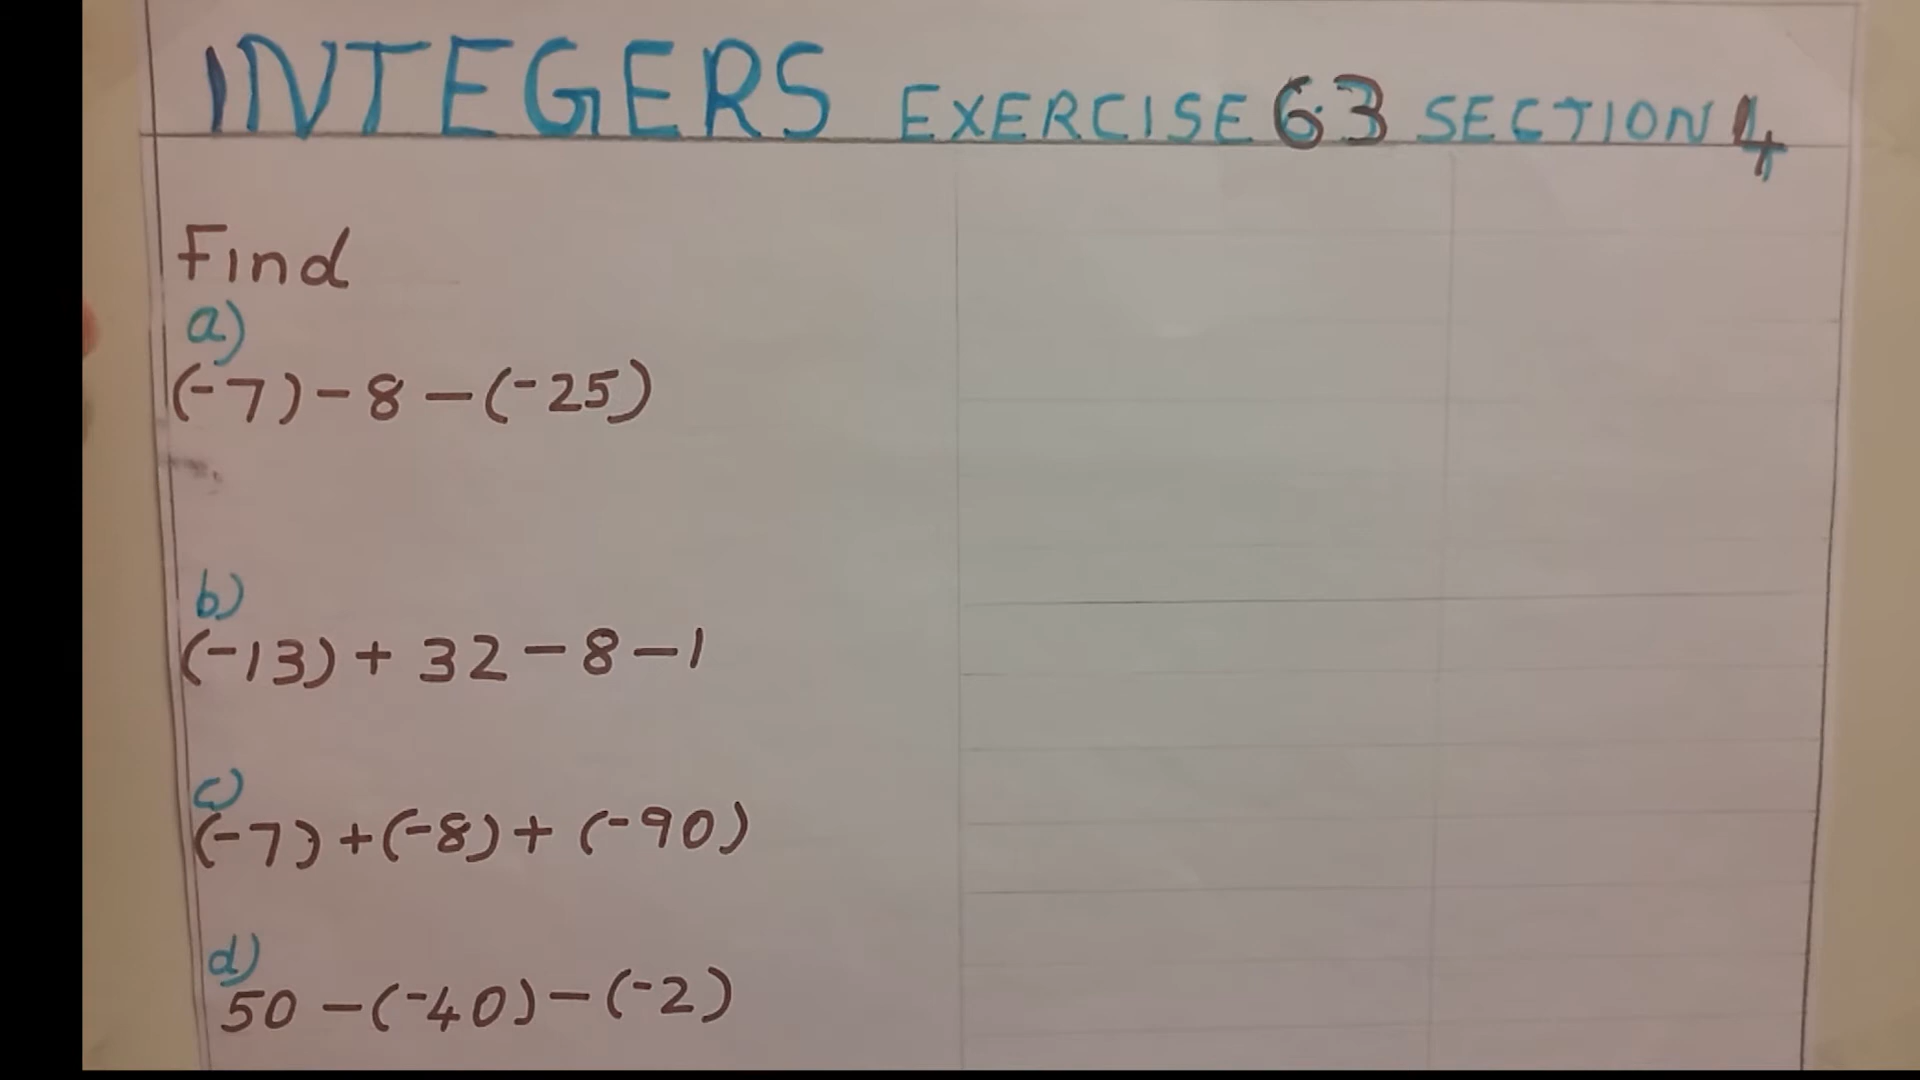 INTEGERS EXERCISE 6.3 SECTION 4
Find
a)
(-7)-8-(-25)
b)
(-13)+32-8-1
c)
(-7)+(-8)+(-90)
d)
50-(-40)-(-2)